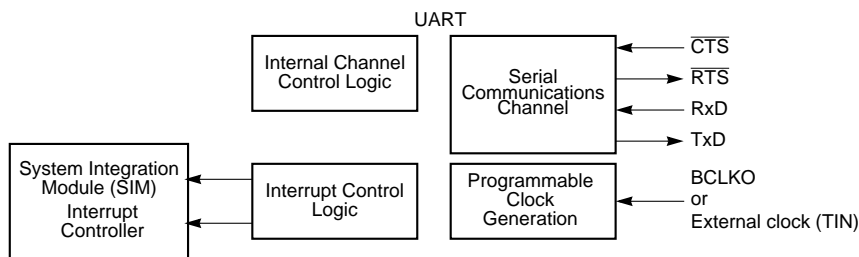 UART
Internal Channel
Control Logic
Serial
Communications
Channel
CTS
RTS
RxD
TxD
System Integration
Module (SIM)
Interrupt
Controller
Interrupt Control
Logic
Programmable
Clock
Generation
BCLKO
or
External clock (TIN)